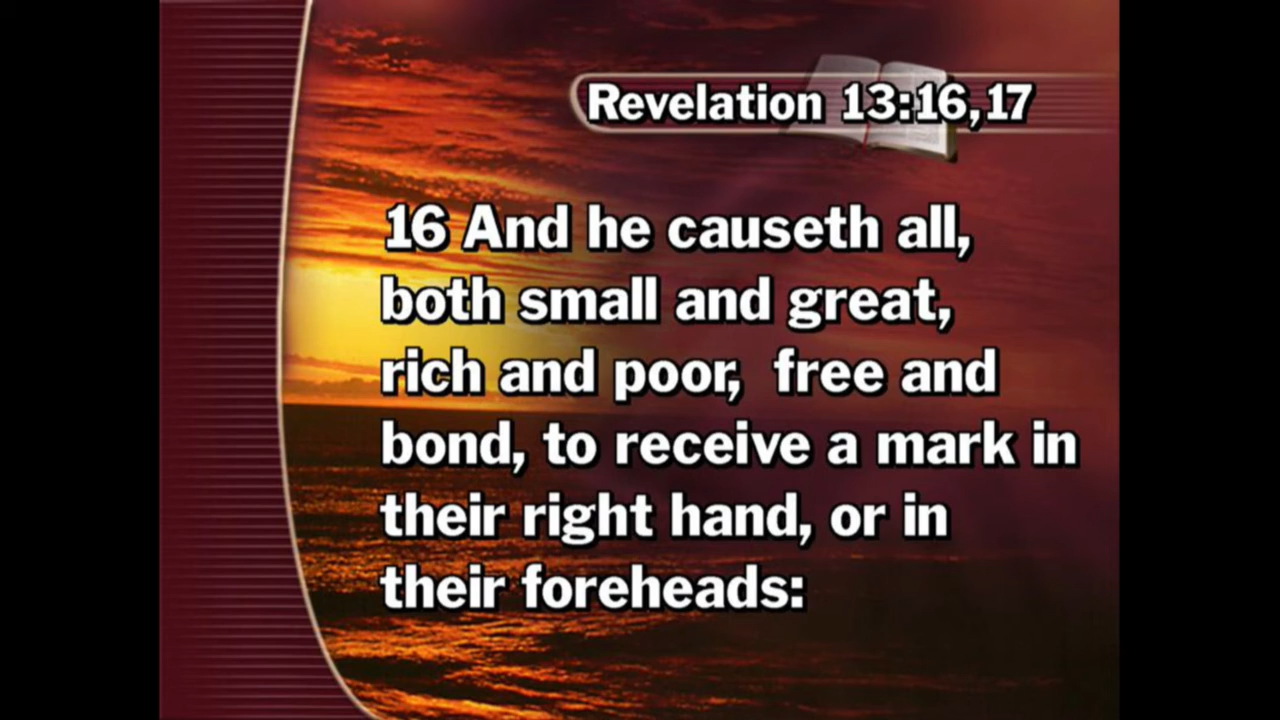 Revelation 13:16,17
16 And he causeth all,
both small and great,
rich and poor, free and
bond, to receive a mark in
their right hand, or in
their foreheads: